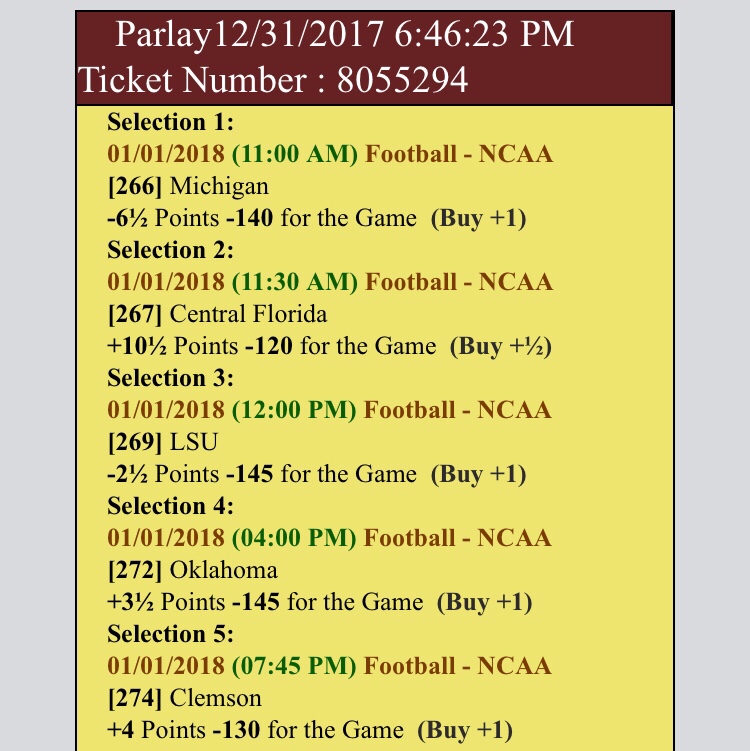 Parlay12/31/2017 6:46:23 PM
Ticket Number : 8055294
Selection 1:
01/01/2018 (11:00 AM) Football - NCAA
[266] Michigan
-6½ Points -140 for the Game (Buy +1)
Selection 2:
01/01/2018 (11:30 AM) Football - NCAA
[267] Central Florida
+10½ Points -120 for the Game (Buy +½)
Selection 3:
01/01/2018 (12:00 PM) Football - NCAA
[269] LSU
-2½ Points -145 for the Game (Buy +1)
Selection 4:
01/01/2018 (04:00 PM) Football - NCAA
[272] Oklahoma
+3½ Points -145 for the Game (Buy +1)
Selection 5:
01/01/2018 (07:45 PM) Football - NCAA
[274] Clemson
+4 Points -130 for the Game (Buy +1)